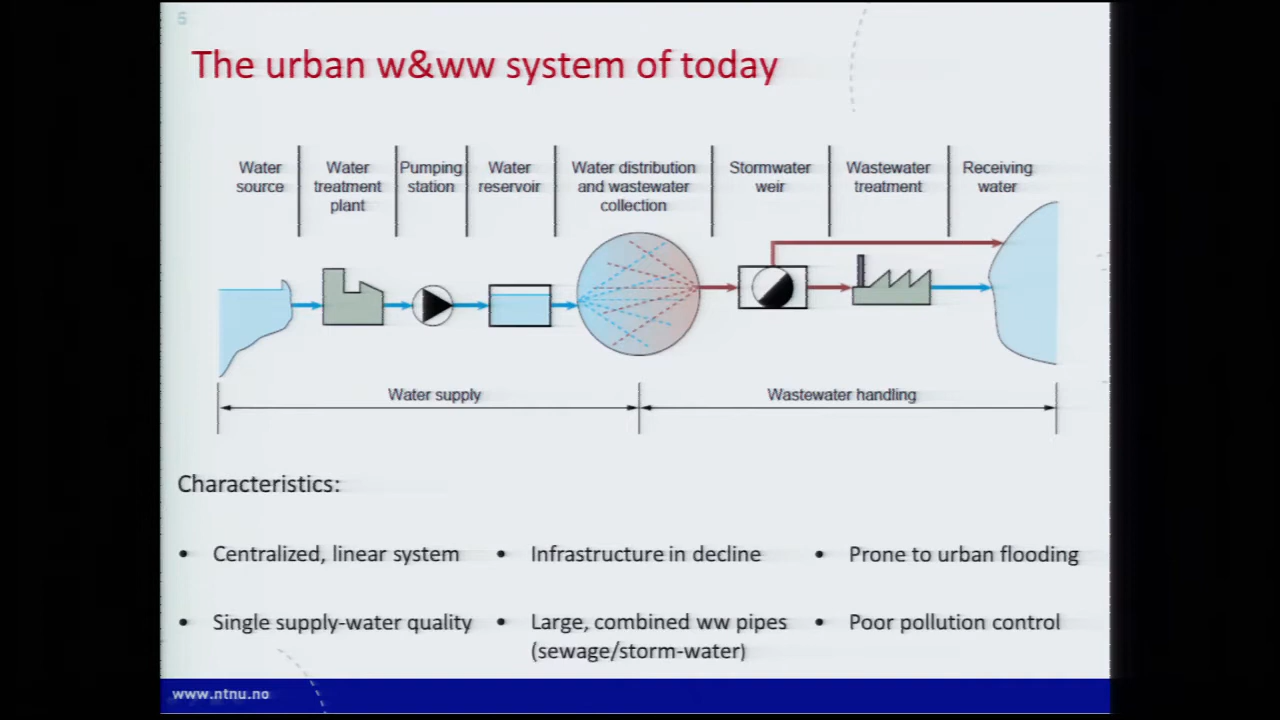 The urban w&ww system of today
Water
source
Water
treatment
plant
Pumping
station
Water
reservoir
Water distribution
and wastewater
collection
Stormwater
weir
Wastewater
treatment
Receiving
water
Water supply
Wastewater handling
Characteristics:
• Centralized, linear system
• Infrastructure in decline
• Prone to urban flooding
• Single supply-water quality
• Large, combined ww pipes
(sewage/storm-water)
• Poor pollution control
www.ntnu.no